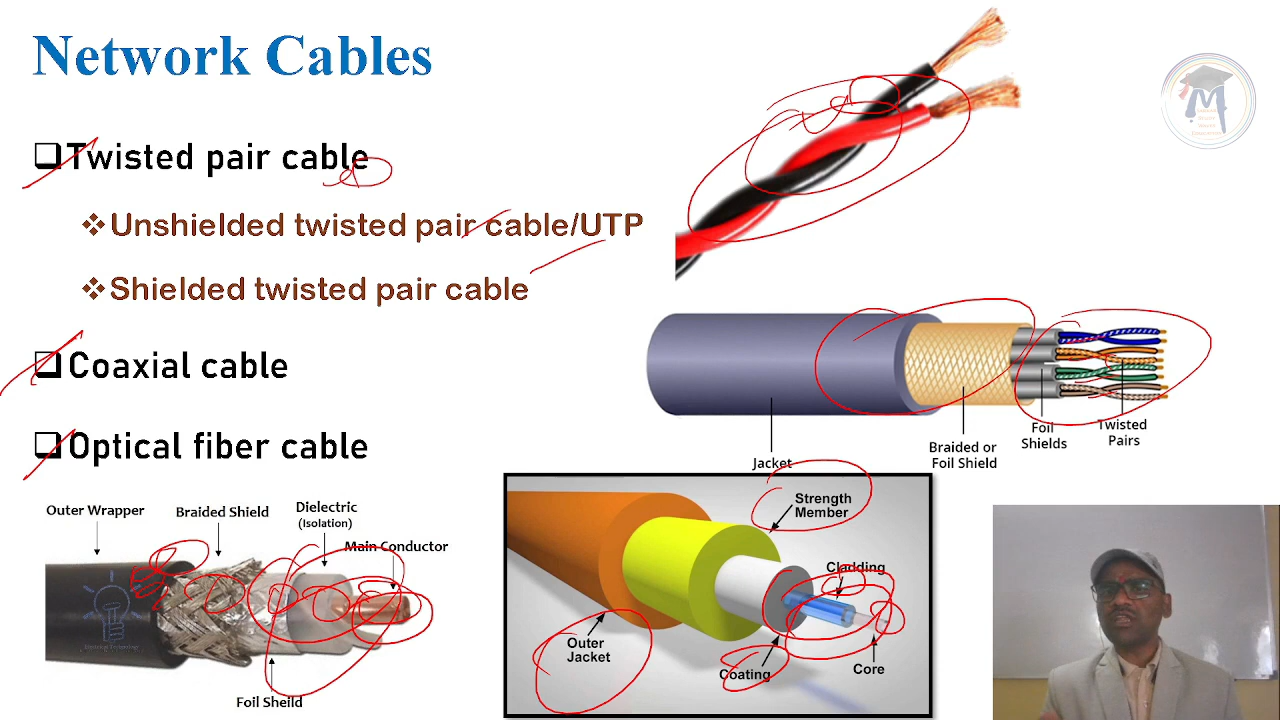 Network Cables
Twisted pair cable
Unshielded twisted pair cable/UTP
Shielded twisted pair cable
Coaxial cable
Optical fiber cable
Jacket
Braided or
Foil Shield
Foil
Shields
Twisted
Pairs
Outer Wrapper
Braided Shield
Dielectric
(Isolation)
Main Conductor
Foil Sheild
Strength
Member
Cladding
Outer
Jacket
Coating
Core
M